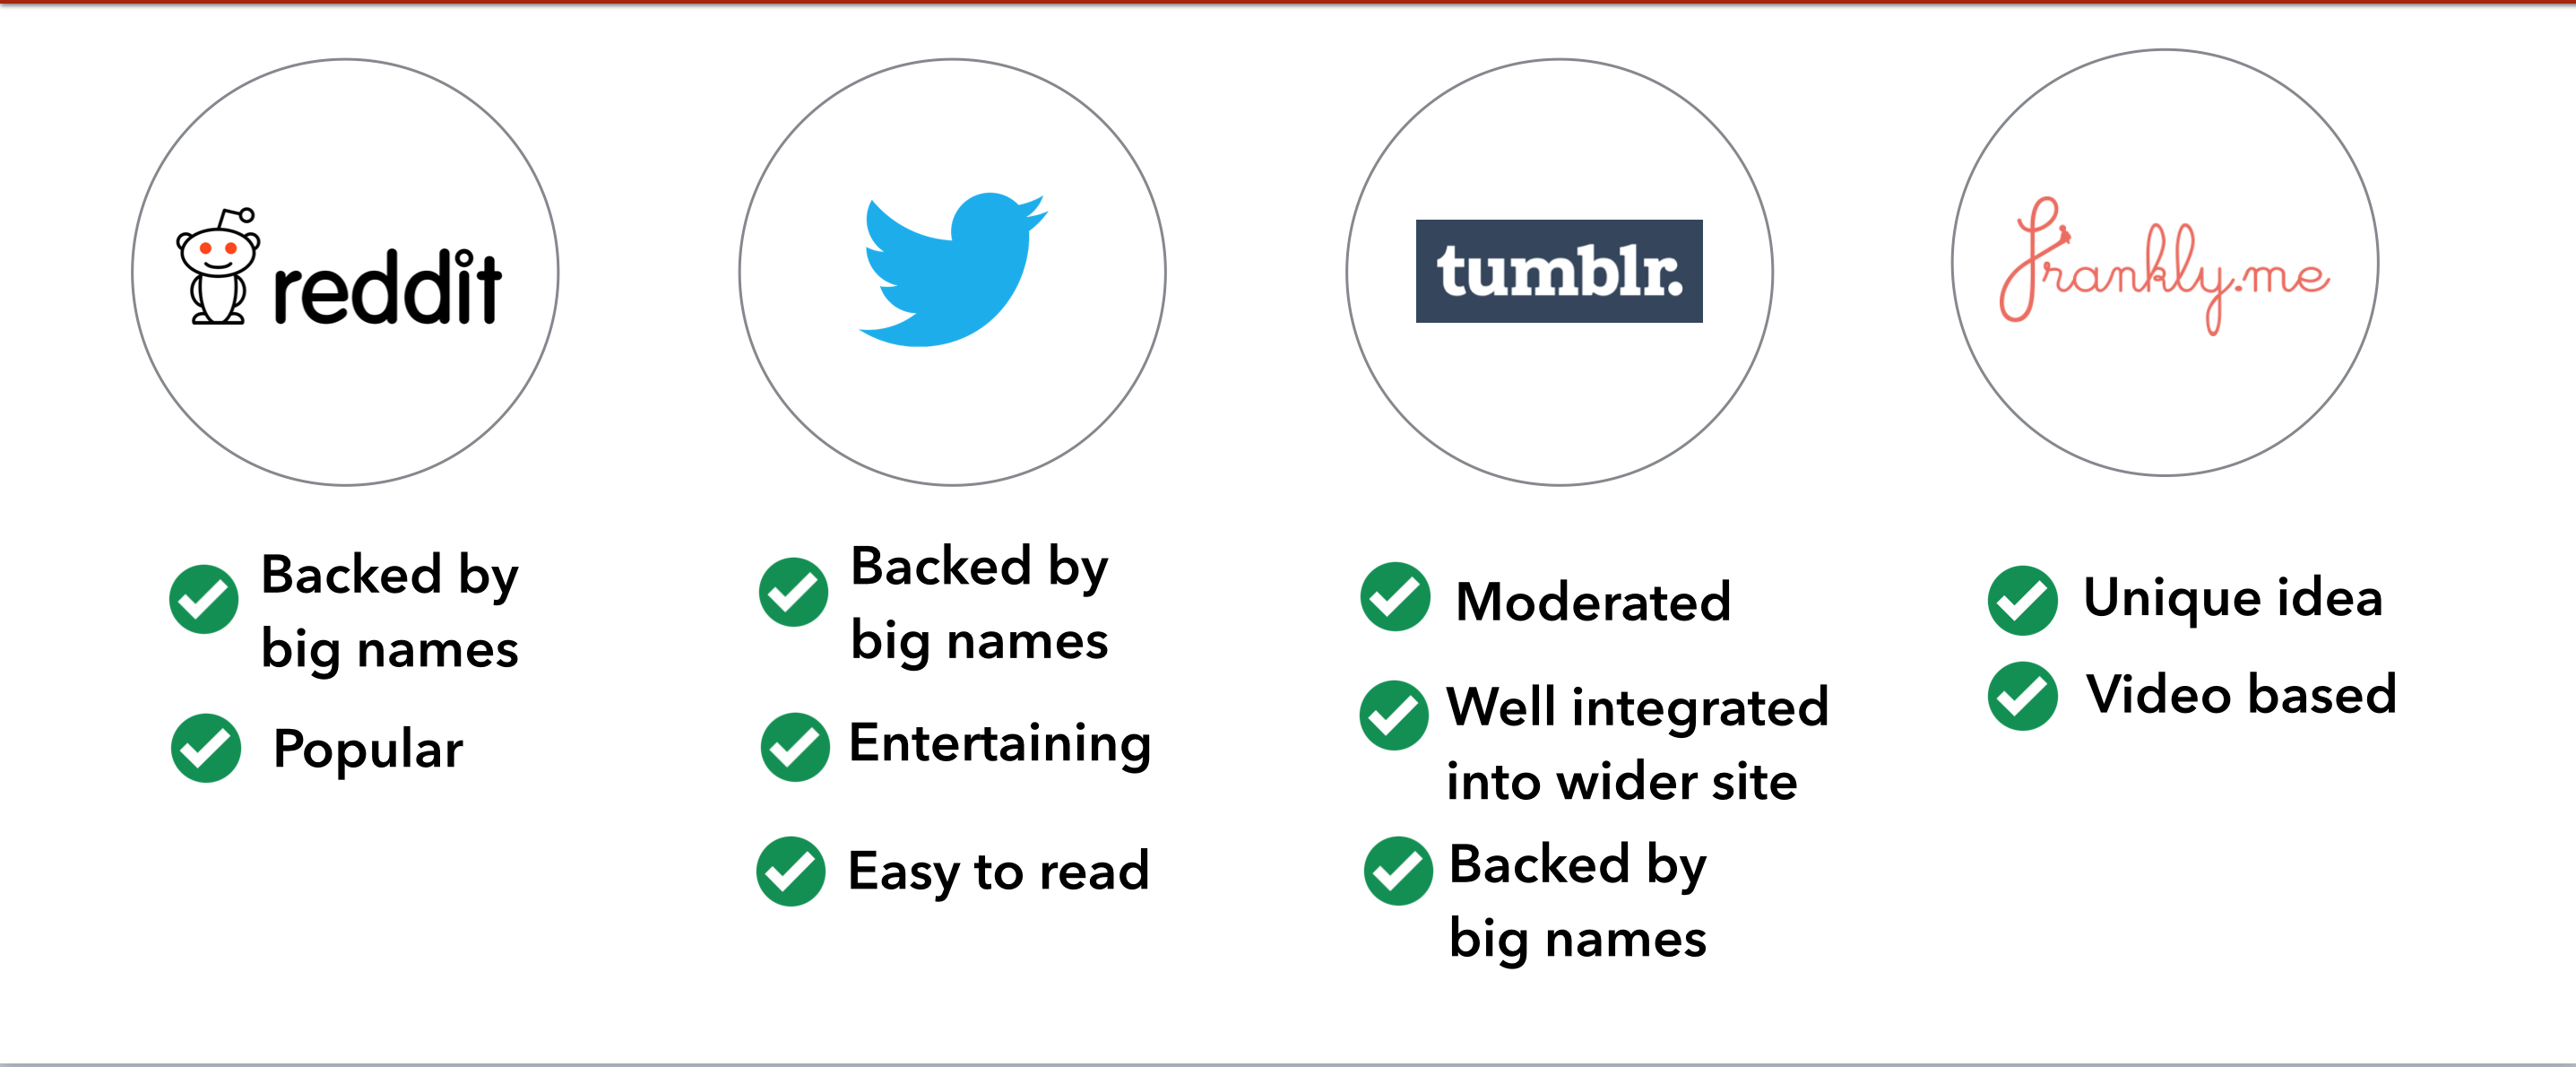 reddit
Backed by
big names
Popular
Backed by
big names
Entertaining
Easy to read
tumblr.
Moderated
Well integrated
into wider site
Backed by
big names
frankly.me
Unique idea
Video based